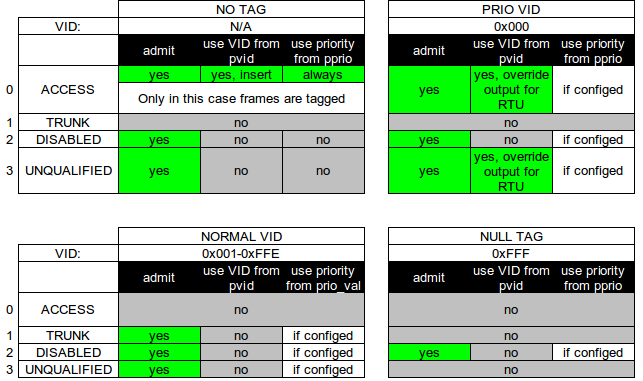 NO TAG PRIO VID
VID: N/A 0x000
admit use VID from pvid use priority from pprio admit use VID from pvid use priority from pprio
0 ACCESS yes yes, insert always yes yes, override output for RTU if configed
Only in this case frames are tagged
1 TRUNK no no
2 DISABLED yes no no yes no if configed
3 UNQUALIFIED yes no no yes yes, override output for RTU if configed
NORMAL VID NULL TAG
VID: 0x001-0xFFE 0xFFF
admit use VID from pvid use priority from prio_val admit use VID from pvid use priority from pprio
0 ACCESS no no
1 TRUNK yes no if configed no
2 DISABLED yes no if configed yes no if configed
3 UNQUALIFIED yes no if configed no